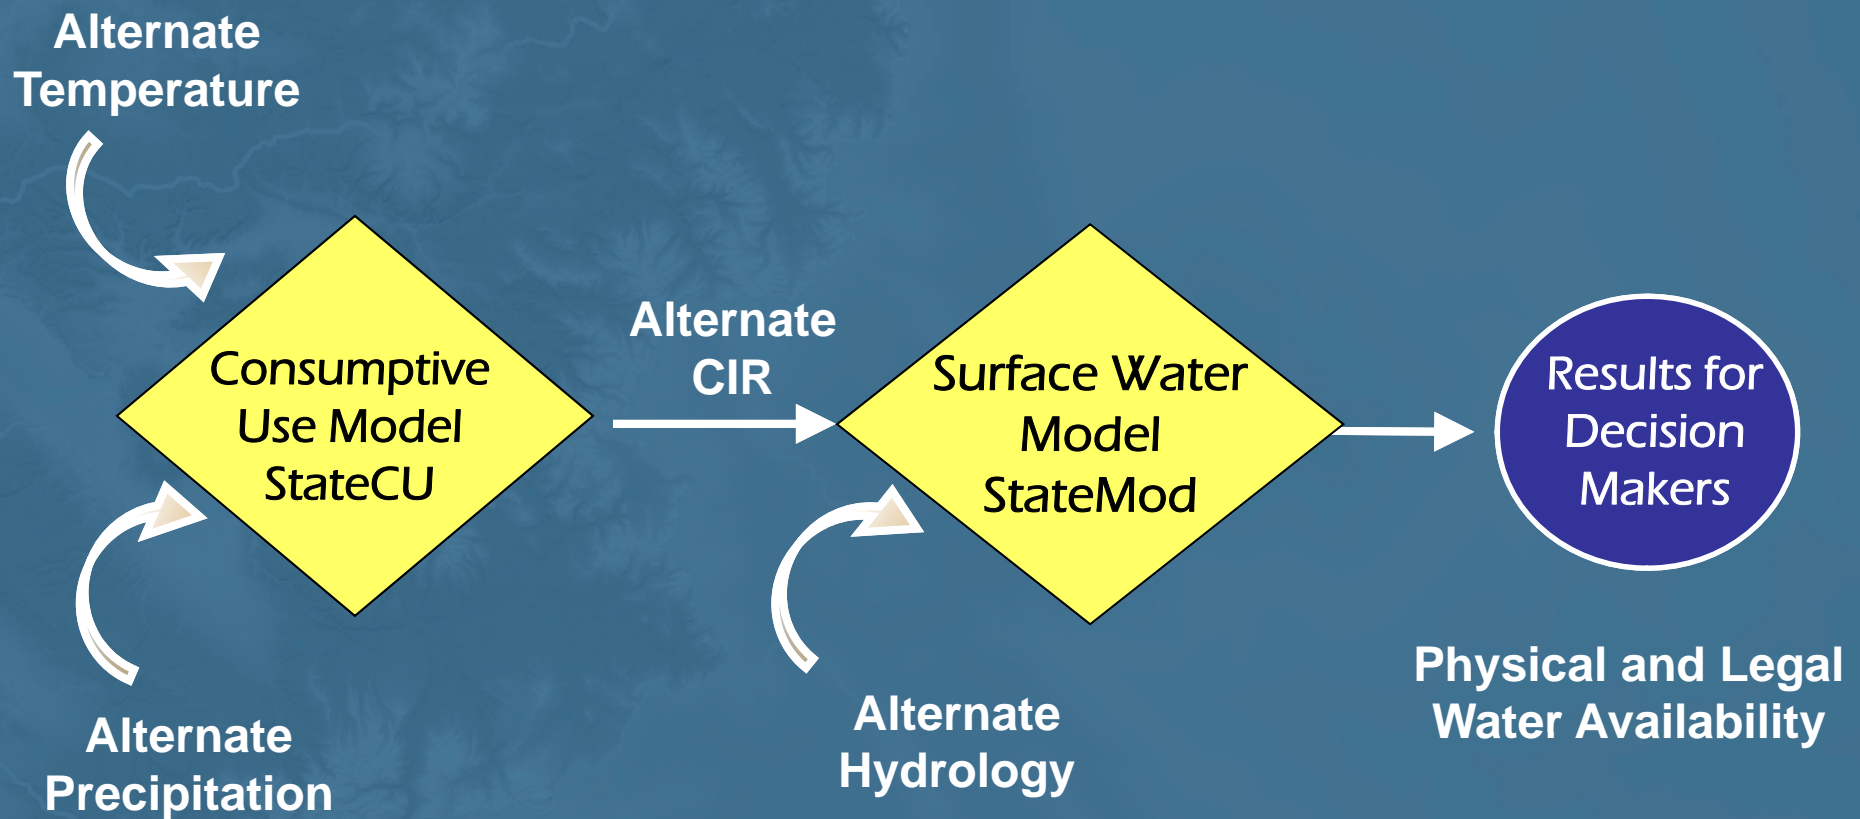 Alternate
Temperature
Consumptive
Use Model
StateCU
Alternate
Precipitation
Alternate
CIR
Surface Water
Model
StateMod
Alternate
Hydrology
Results for
Decision
Makers
Physical and Legal
Water Availability